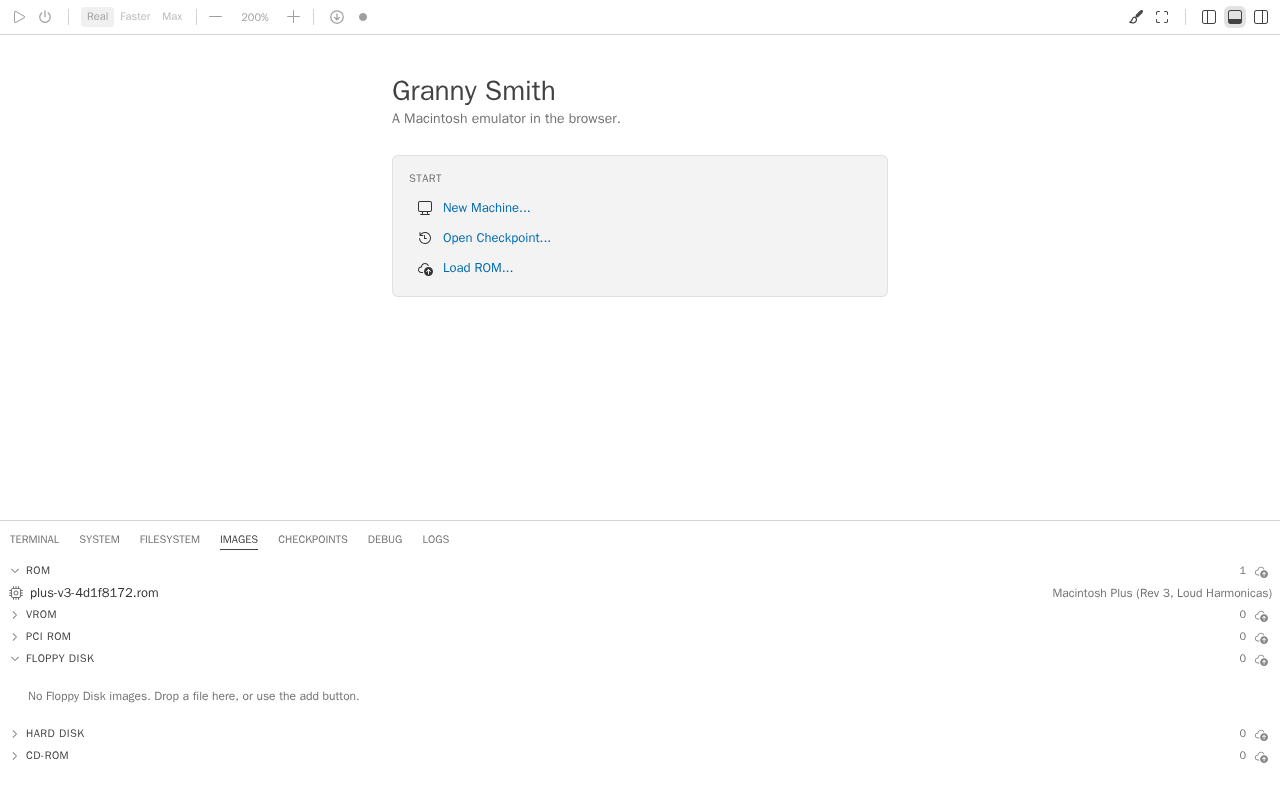 Real Faster Max 200%
Granny Smith
A Macintosh emulator in the browser.
START
New Machine...
Open Checkpoint...
Load ROM...
TERMINAL SYSTEM FILESYSTEM IMAGES CHECKPOINTS DEBUG LOGS
ROM 1
plus-v3-4d1f8172.rom Macintosh Plus (Rev 3, Loud Harmonicas)
VROM 0
PCI ROM 0
FLOPPY DISK 0
No Floppy Disk images. Drop a file here, or use the add button.
HARD DISK 0
CD-ROM 0